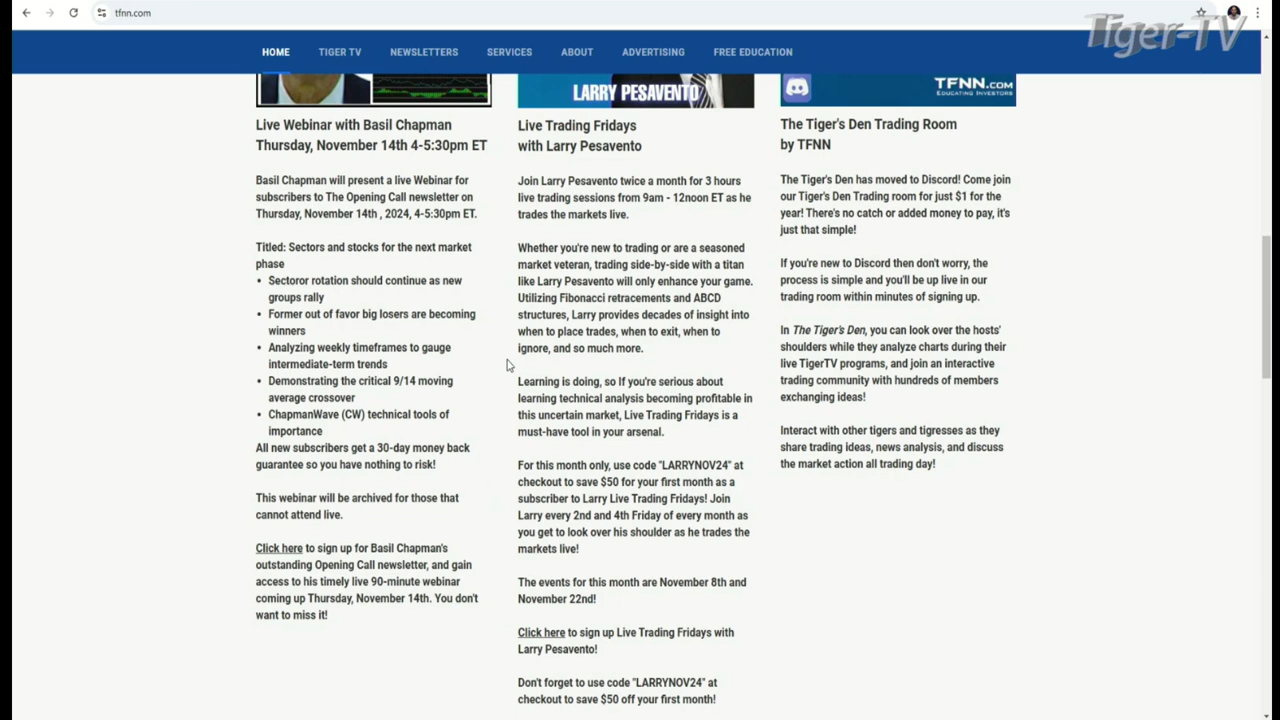 tfnn.com
Tiger-TV
HOME TIGER TV NEWSLETTERS SERVICES ABOUT ADVERTISING FREE EDUCATION
LARRY PESAVENTO
TFNN.COM
EDUCATING INVESTORS
Live Webinar with Basil Chapman
Thursday, November 14th 4-5:30pm ET
Basil Chapman will present a live Webinar for
subscribers to The Opening Call newsletter on
Thursday, November 14th , 2024, 4-5:30pm ET.
Titled: Sectors and stocks for the next market
phase
• Sectoror rotation should continue as new
groups rally
• Former out of favor big losers are becoming
winners
• Analyzing weekly timeframes to gauge
intermediate-term trends
• Demonstrating the critical 9/14 moving
average crossover
• ChapmanWave (CW) technical tools of
importance
All new subscribers get a 30-day money back
guarantee so you have nothing to risk!
This webinar will be archived for those that
cannot attend live.
Click here to sign up for Basil Chapman's
outstanding Opening Call newsletter, and gain
access to his timely live 90-minute webinar
coming up Thursday, November 14th. You don't
want to miss it!
Live Trading Fridays
with Larry Pesavento
Join Larry Pesavento twice a month for 3 hours
live trading sessions from 9am - 12noon ET as he
trades the markets live.
Whether you're new to trading or are a seasoned
market veteran, trading side-by-side with a titan
like Larry Pesavento will only enhance your game.
Utilizing Fibonacci retracements and ABCD
structures, Larry provides decades of insight into
when to place trades, when to exit, when to
ignore, and so much more.
Learning is doing, so If you're serious about
learning technical analysis becoming profitable in
this uncertain market, Live Trading Fridays is a
must-have tool in your arsenal.
For this month only, use code "LARRYNOV24" at
checkout to save $50 for your first month as a
subscriber to Larry Live Trading Fridays! Join
Larry every 2nd and 4th Friday of every month as
you get to look over his shoulder as he trades the
markets live!
The events for this month are November 8th and
November 22nd!
Click here to sign up Live Trading Fridays with
Larry Pesavento!
Don't forget to use code "LARRYNOV24" at
checkout to save $50 off your first month!
The Tiger's Den Trading Room
by TFNN
The Tiger's Den has moved to Discord! Come join
our Tiger's Den Trading room for just $1 for the
year! There's no catch or added money to pay, it's
just that simple!
If you're new to Discord then don't worry, the
process is simple and you'll be up live in our
trading room within minutes of signing up.
In The Tiger's Den, you can look over the hosts'
shoulders while they analyze charts during their
live TigerTV programs, and join an interactive
trading community with hundreds of members
exchanging ideas!
Interact with other tigers and tigresses as they
share trading ideas, news analysis, and discuss
the market action all trading day!